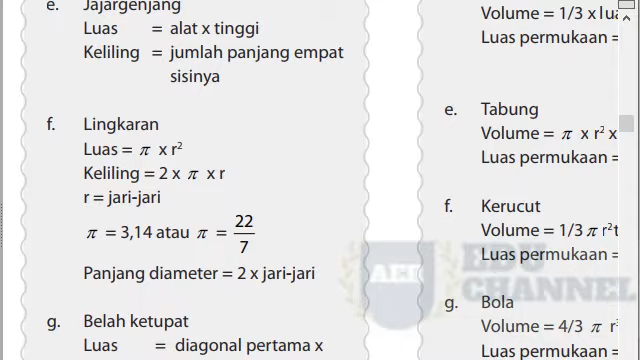 e. Jajargenjang
Luas = alat x tinggi
Keliling = jumlah panjang empat
sisinya
f. Lingkaran
Luas = π x r²
Keliling = 2 x π x r
r = jari-jari
π = 3,14 atau π = 22/7
Panjang diameter = 2 x jari-jari
g. Belah ketupat
Luas = diagonal pertama x
Volume = 1/3 x
Luas permukaan =
e. Tabung
Volume = π x r² x
Luas permukaan =
f. Kerucut
Volume = 1/3 π r²t
Luas permukaan =
g. Bola
Volume = 4/3 π r³
Luas permukaan =
AEK
EDU
CHANNEL